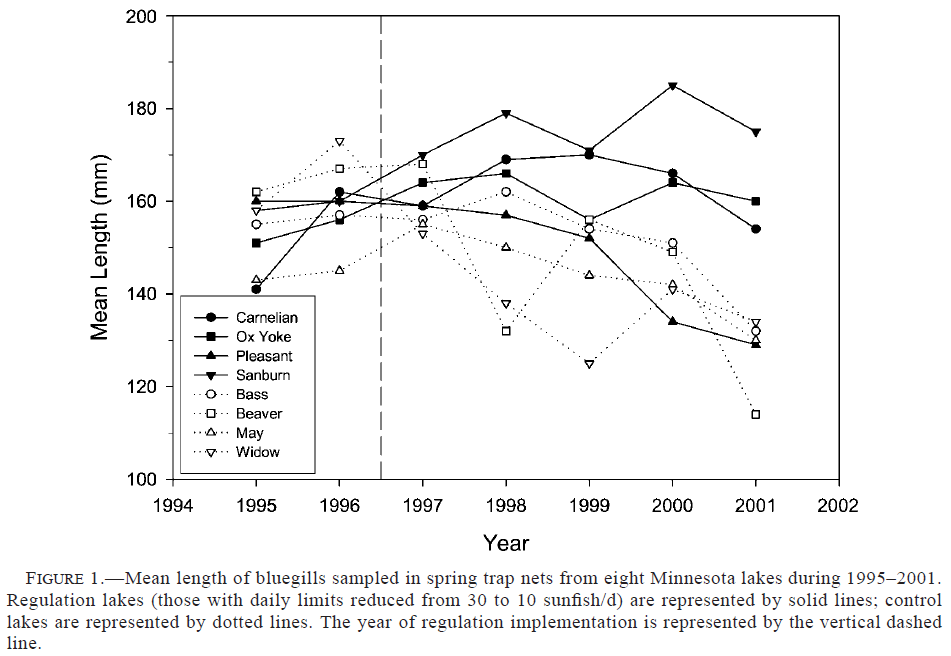 200
180
160
140
120
100
Mean Length (mm)
Carnelian
Ox Yoke
Pleasant
Sanburn
Bass
Beaver
May
Widow
1994 1995 1996 1997 1998 1999 2000 2001 2002
Year
FIGURE 1.—Mean length of bluegills sampled in spring trap nets from eight Minnesota lakes during 1995–2001.
Regulation lakes (those with daily limits reduced from 30 to 10 sunfish/d) are represented by solid lines; control
lakes are represented by dotted lines. The year of regulation implementation is represented by the vertical dashed
line.